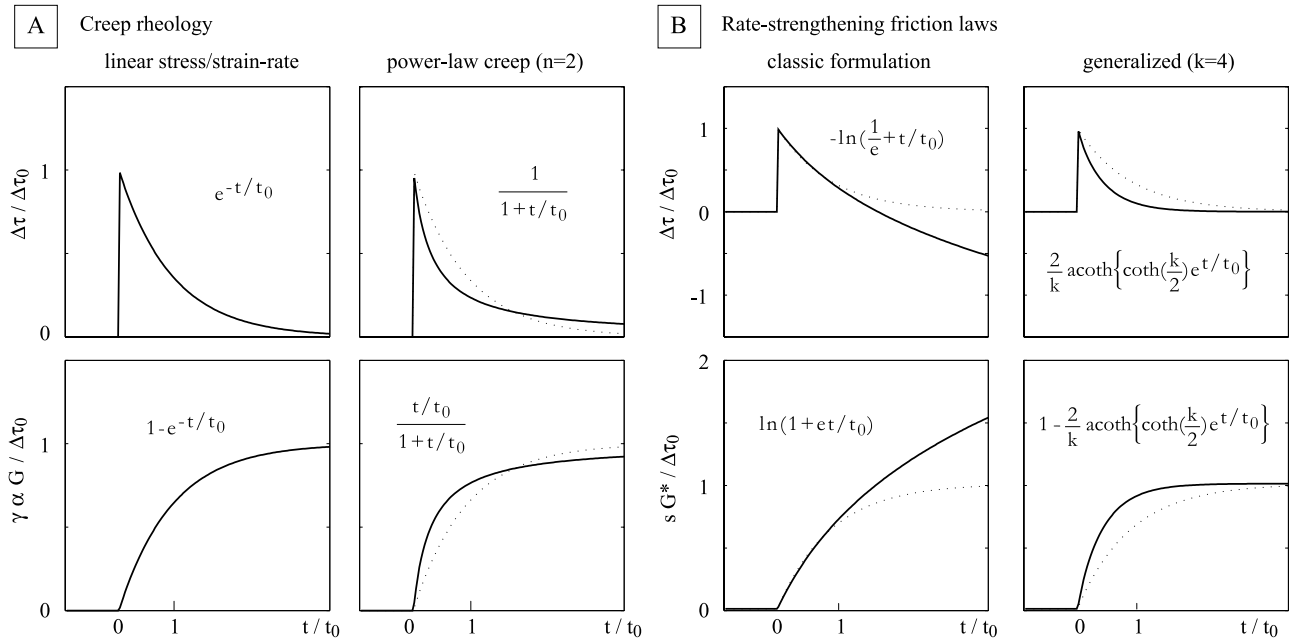 A Creep rheology
linear stress/strain-rate
power-law creep (n=2)
Δτ / Δτ0
1
0
e-t/t0
1
1+t/t0
γ α G / Δτ0
1
0
1-e-t/t0
t/t0
1+t/t0
0 1 t / t0
0 1 t / t0
B Rate-strengthening friction laws
classic formulation
generalized (k=4)
Δτ / Δτ0
1
0
-1
-ln(1/e+t/t0)
2/k acoth{coth(k/2)e t/t0}
s G* / Δτ0
2
1
0
ln(1+et/t0)
1-2/k acoth{coth(k/2)e t/t0}
0 1 t / t0
0 1 t / t0